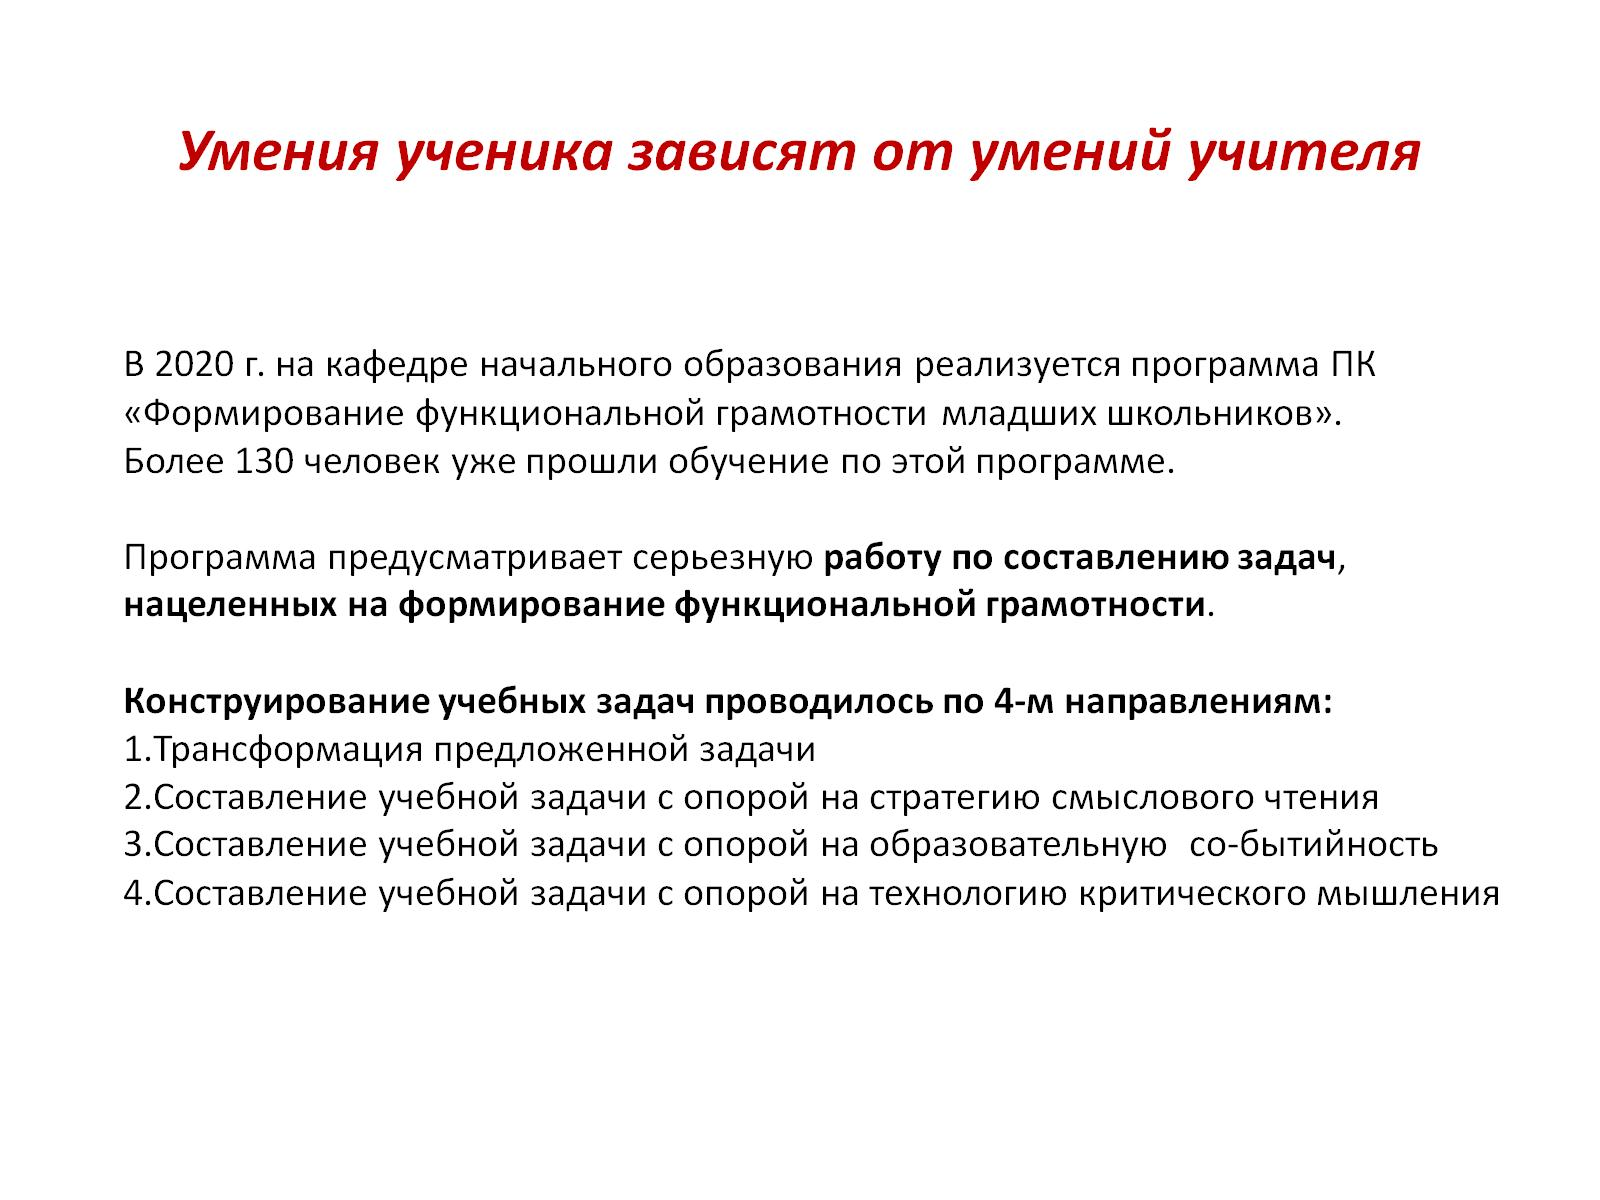 Умения ученика зависят от умений учителя
В 2020 г. на кафедре начального образования реализуется программа ПК
«Формирование функциональной грамотности младших школьников».
Более 130 человек уже прошли обучение по этой программе.
Программа предусматривает серьезную работу по составлению задач,
нацеленных на формирование функциональной грамотности.
Конструирование учебных задач проводилось по 4-м направлениям:
1.Трансформация предложенной задачи
2.Составление учебной задачи с опорой на стратегию смыслового чтения
3.Составление учебной задачи с опорой на образовательную со-бытийность
4.Составление учебной задачи с опорой на технологию критического мышления